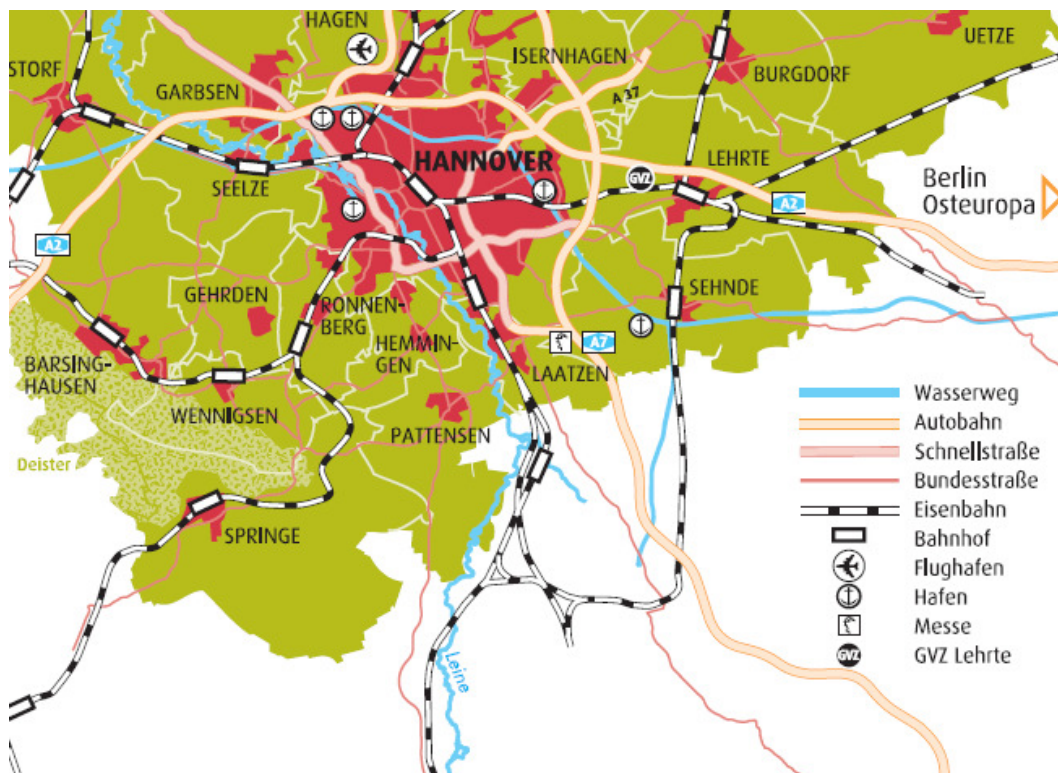 HAGEN
ISERNHAGEN
UETZE
STORF
GARBSEN
BURGDORF
A 37
HANNOVER
LEHRTE
SEELZE
GVZ
Berlin
Osteuropa
A2
A2
GEHRDEN
RONNEN-
BERG
SEHNDE
HEMMIN-
GEN
A7
BARSING-
HAUSEN
LAATZEN
WENNIGSEN
PATTENSEN
Deister
SPRINGE
Leine
Wasserweg
Autobahn
Schnellstraße
Bundesstraße
Eisenbahn
Bahnhof
Flughafen
Hafen
Messe
GVZ GVZ Lehrte